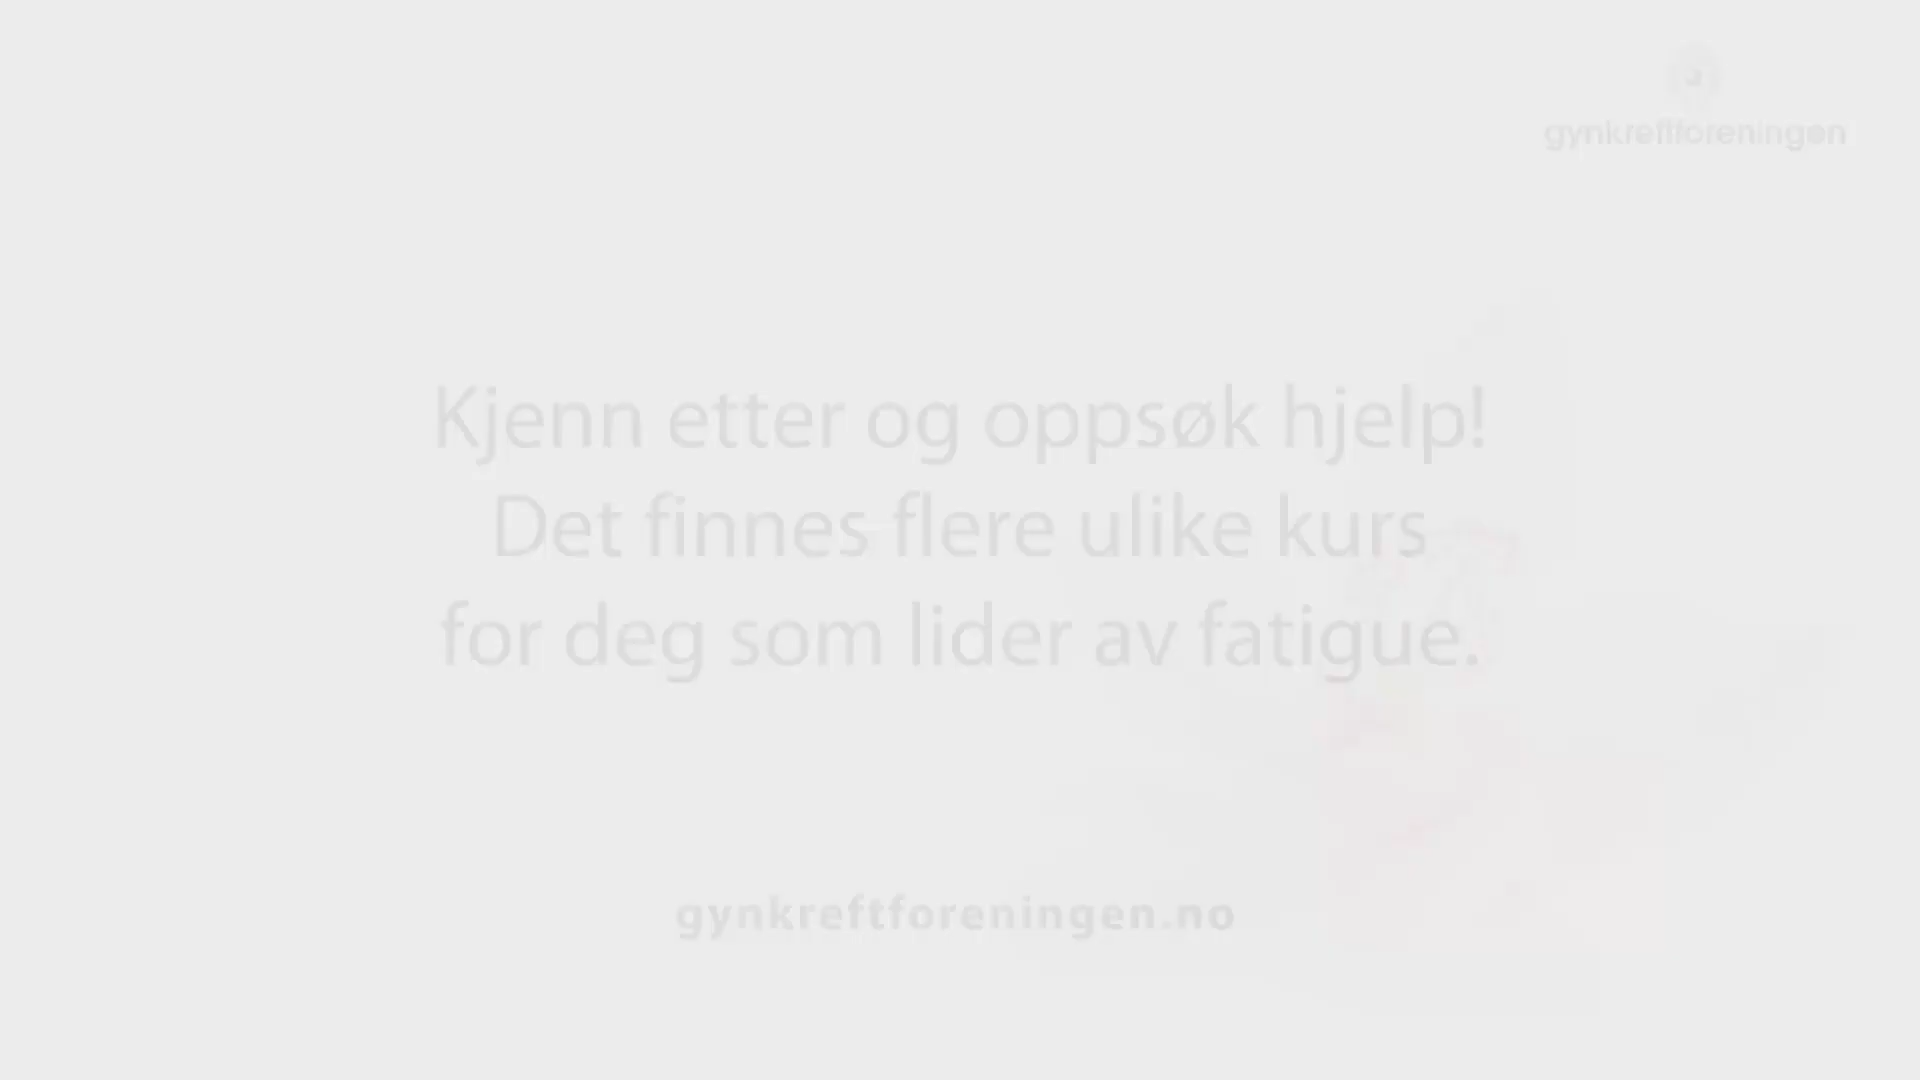 gynkreftforeningen
Kjenn etter og oppsøk hjelp!
Det finnes flere ulike kurs
for deg som lider av fatigue.
gynkreftforeningen.no